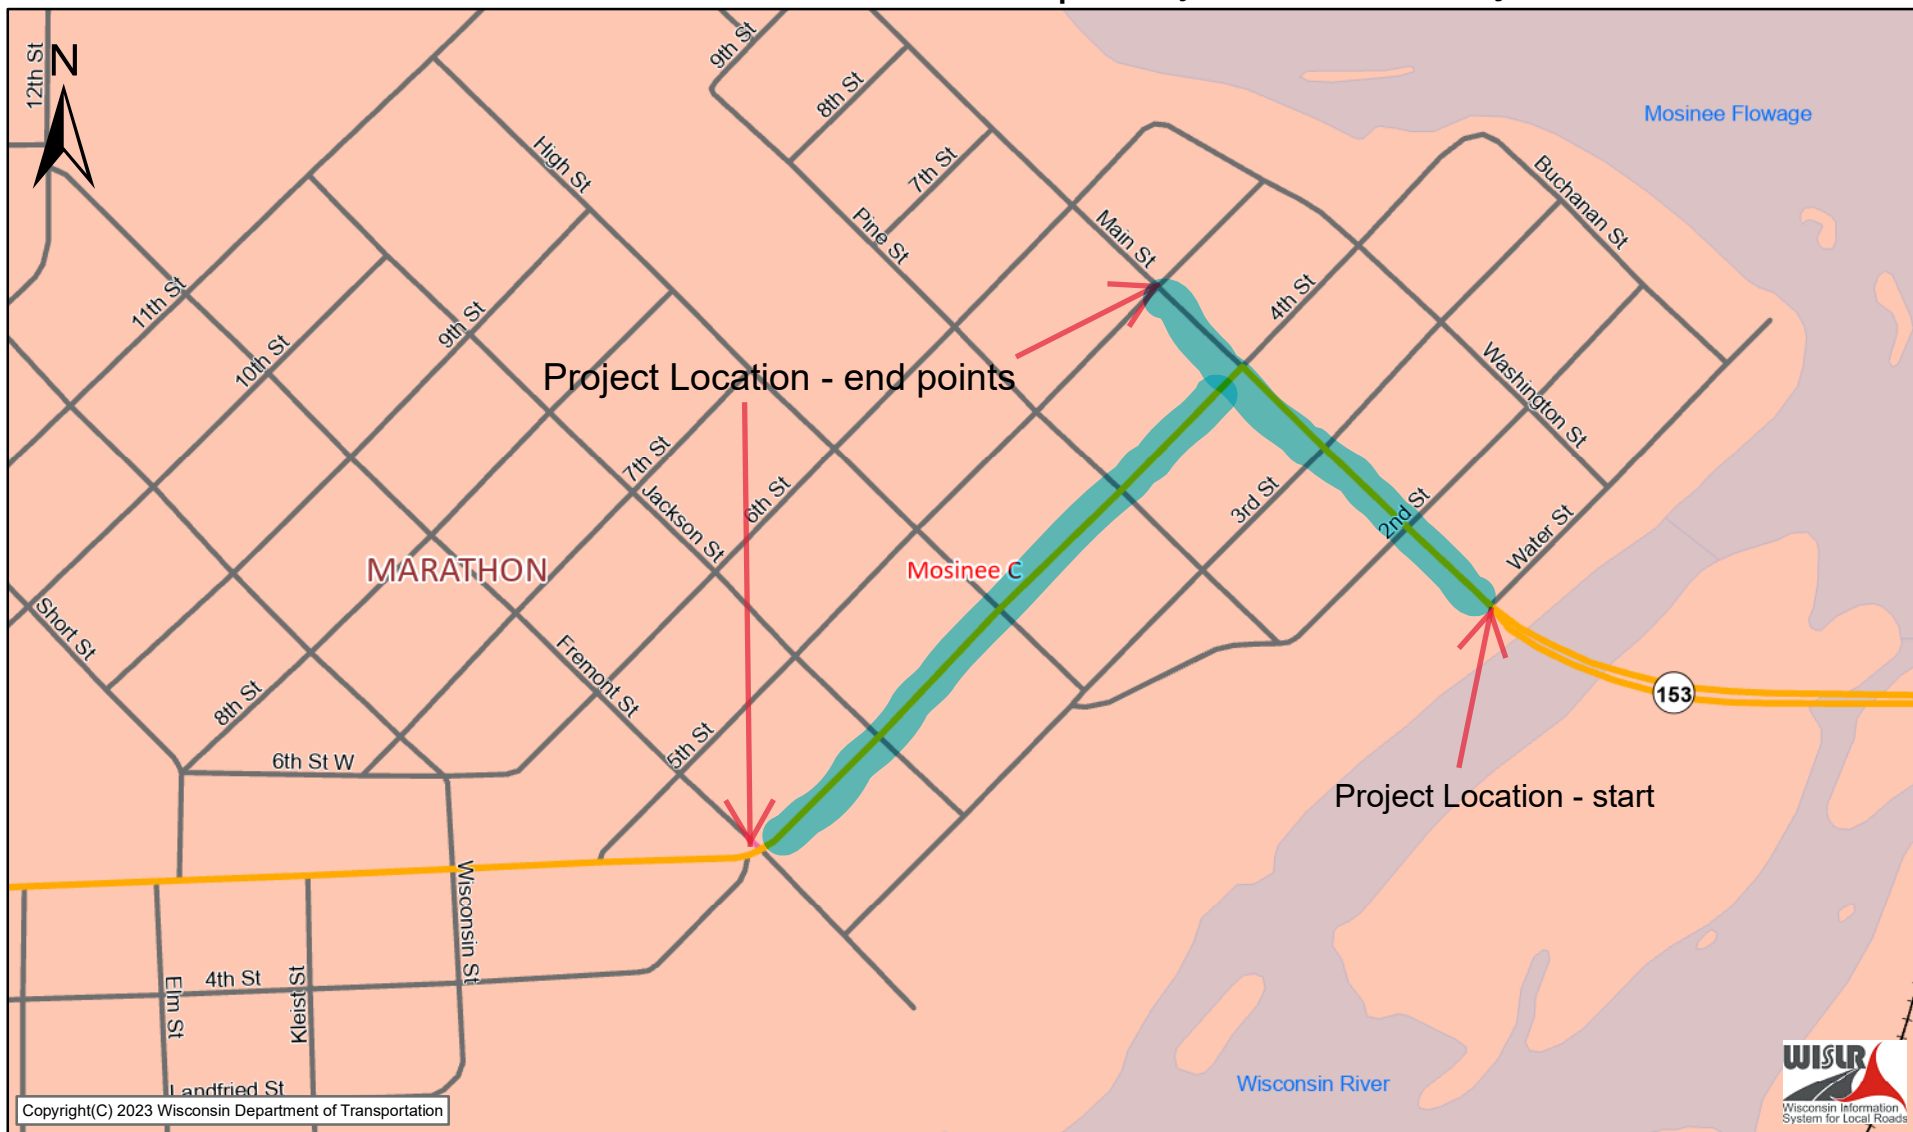 12th St
N
9th St
8th St
Mosinee Flowage
High St
7th St
Buchanan St
Pine St
Main St
11th St
9th St
4th St
10th St
Project Location - end points
Washington St
7th St
6th St
Jackson St
3rd St
2nd St
Water St
MARATHON
Mosinee C
Short St
Fremont St
8th St
5th St
6th St W
153
Project Location - start
Wisconsin St
4th St
Elm St
Kleist St
Landfried St
Wisconsin River
Copyright(C) 2023 Wisconsin Department of Transportation
WISLR
Wisconsin Information
System for Local Roads